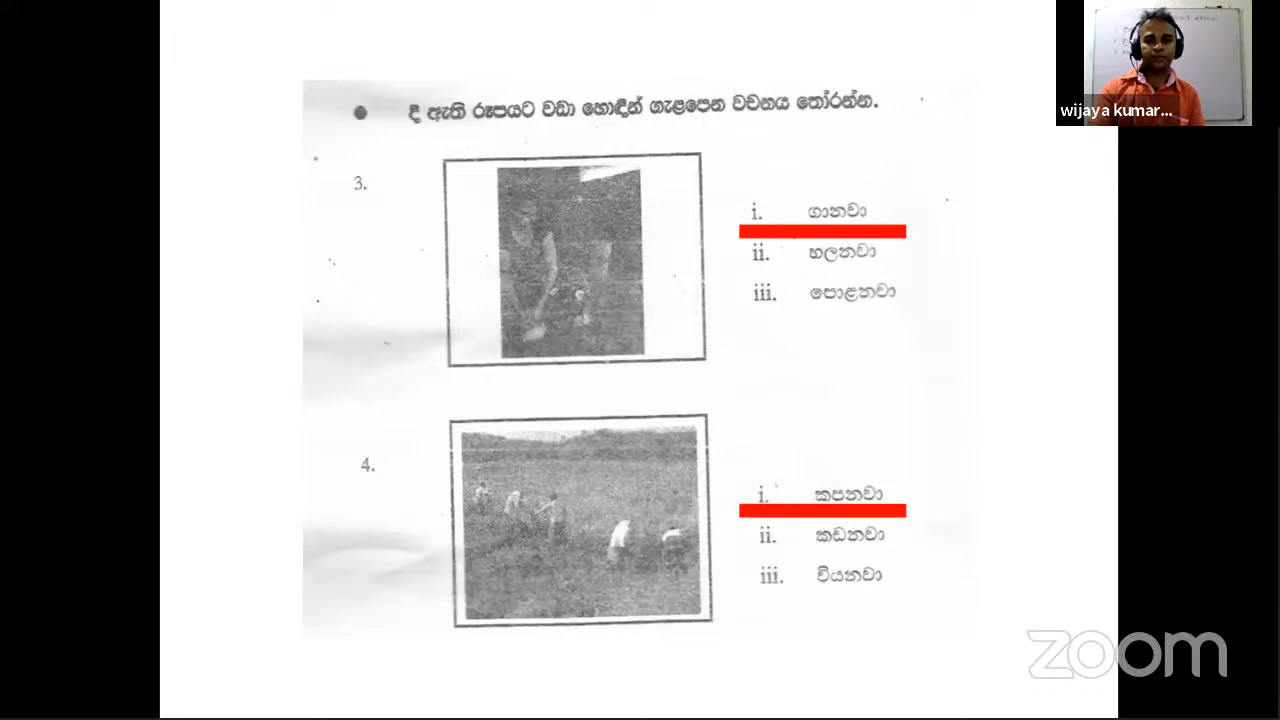 ● දී ඇති රූපයට වඩා හොඳීන් ගැළපෙන වචනය තෝරන්න.
3.
i. ගානවා
ii. හලනවා
iii. පොළනවා
4.
i. කපනවා
ii. කඩනවා
iii. වියනවා
wijaya kumar...
zoom